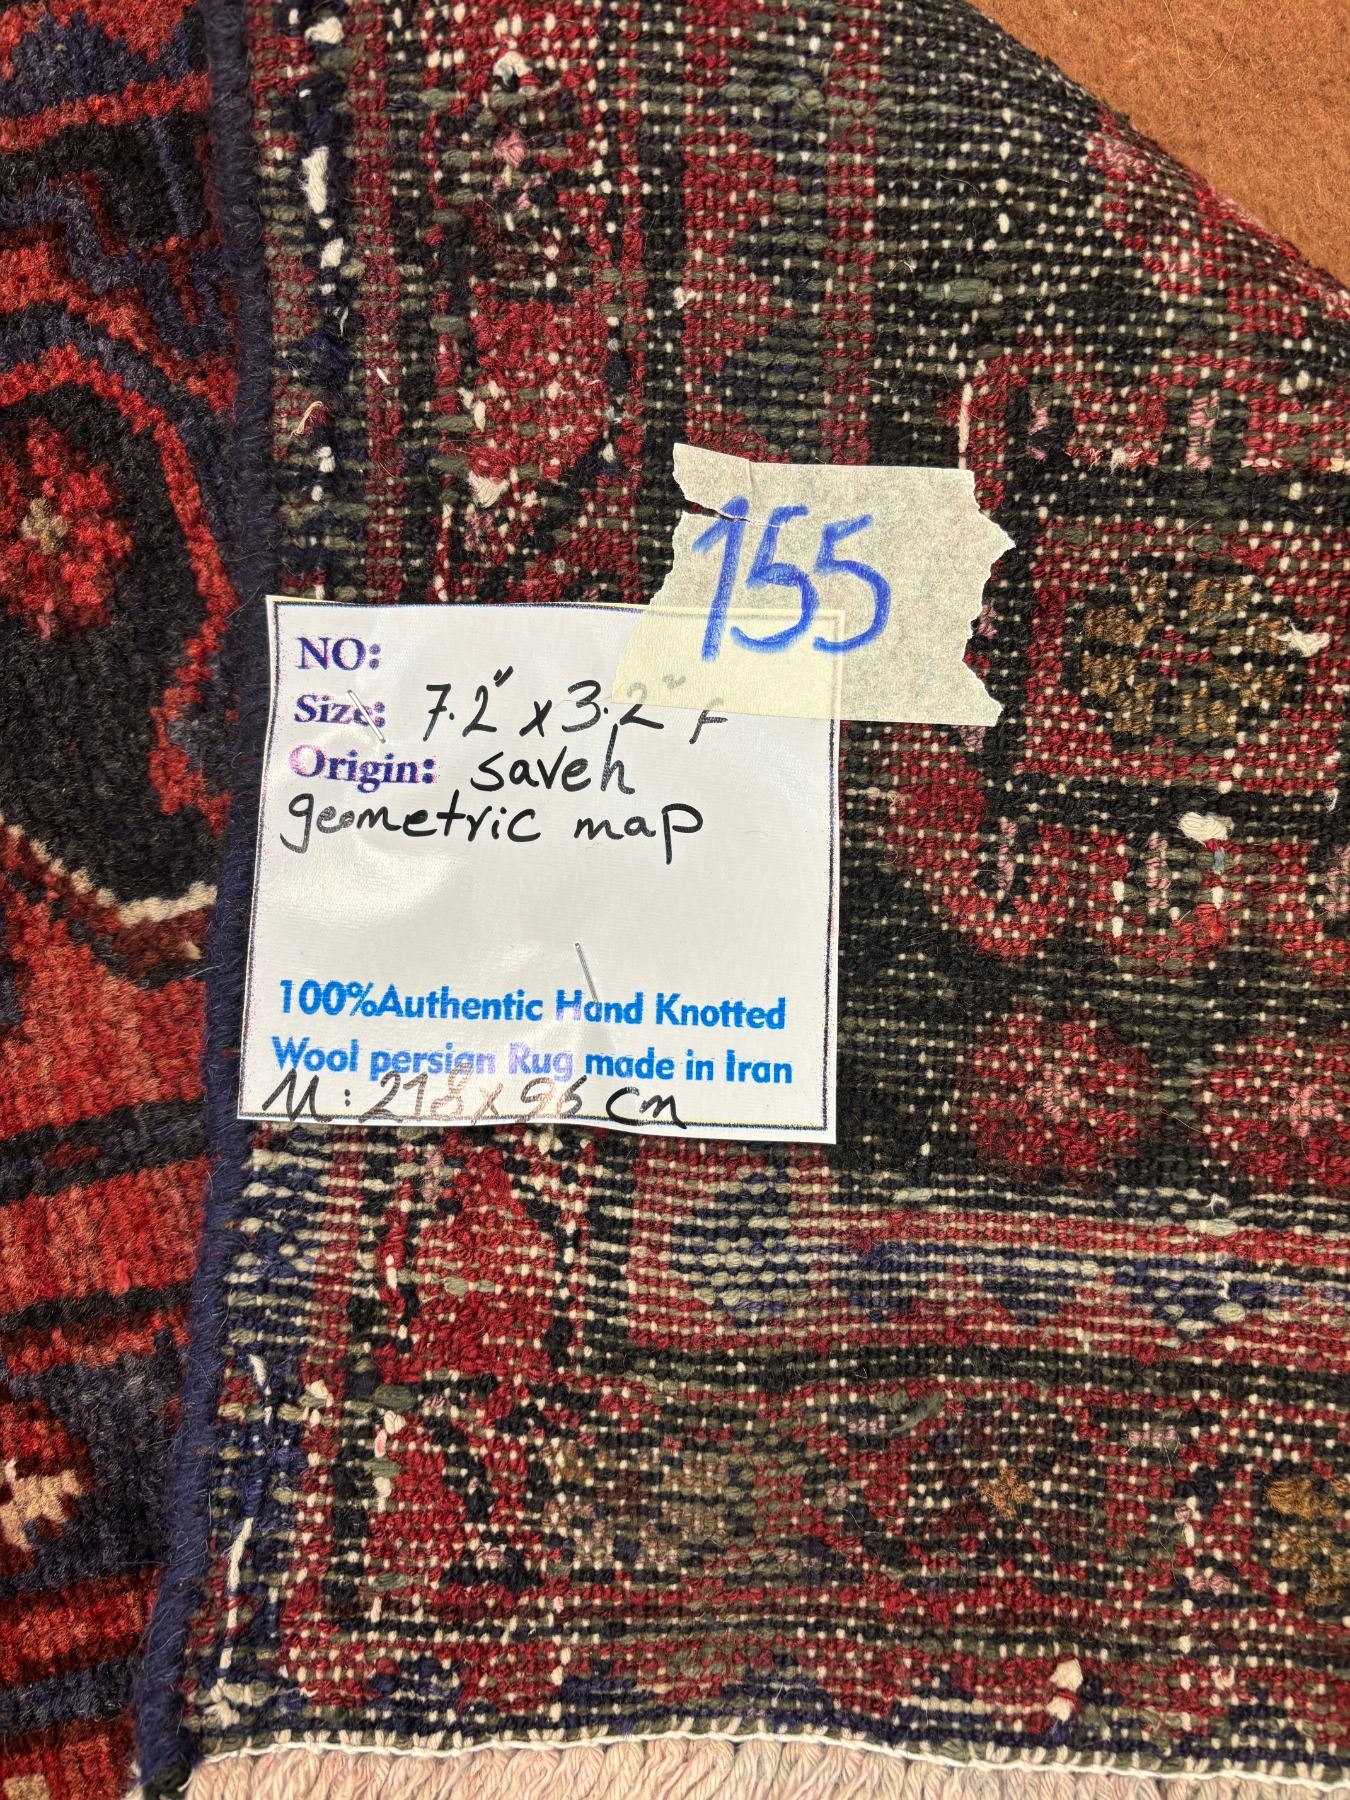 155
NO:
Size: 7.2" x 3.2" F
Origin: saveh
geometric map
100%Authentic Hand Knotted
Wool persian Rug made in Iran
M: 218 x 96 cm